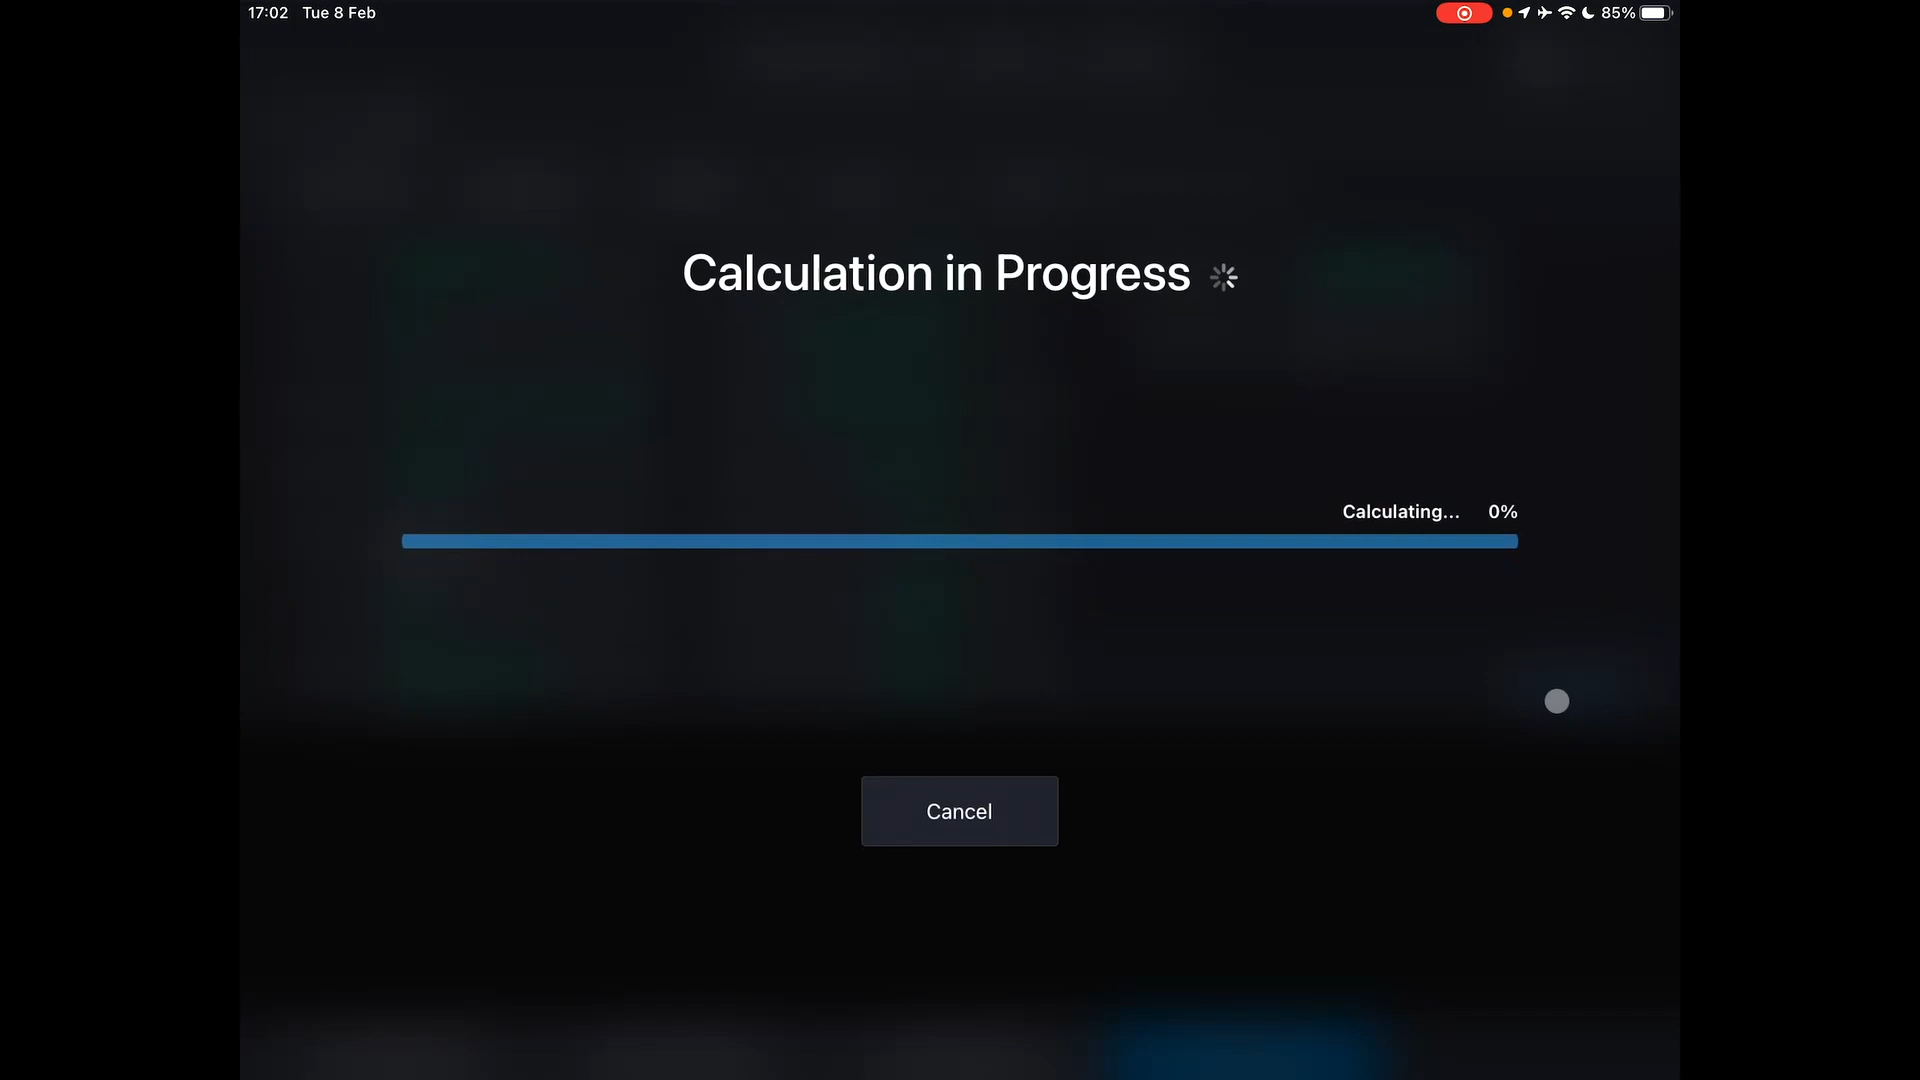 17:02 Tue 8 Feb 85%
Calculation in Progress
Calculating... 0%
Cancel